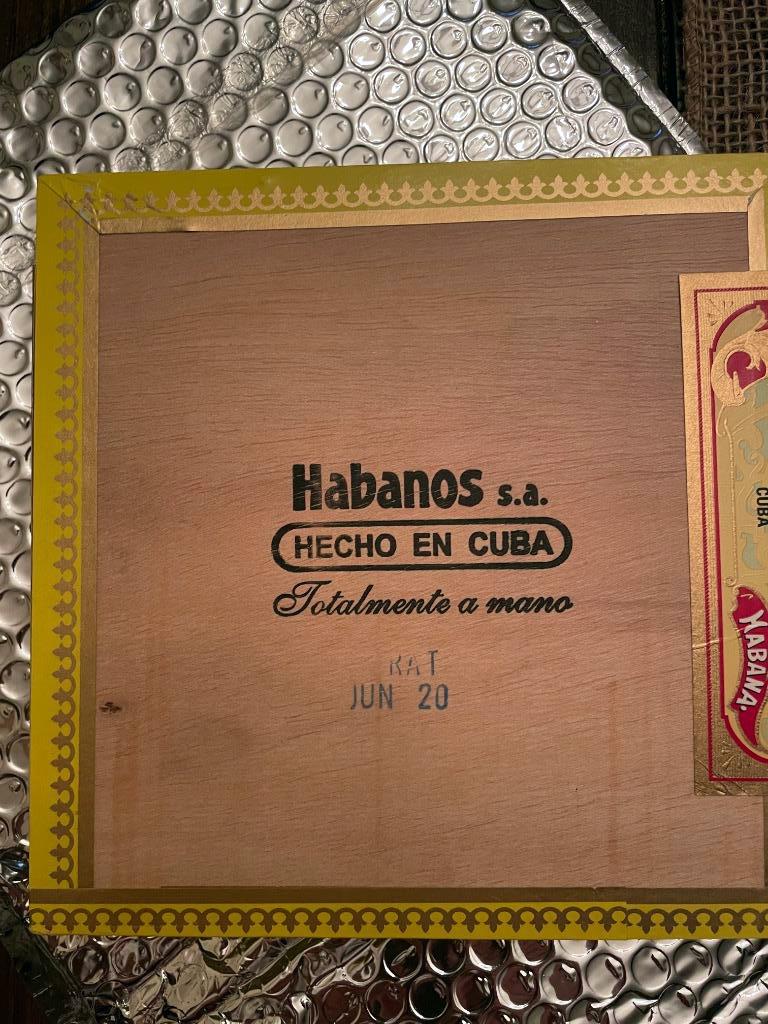 Habanos s.a.
HECHO EN CUBA
Totalmente a mano
RAT
JUN 20
CUBA
HABANA.